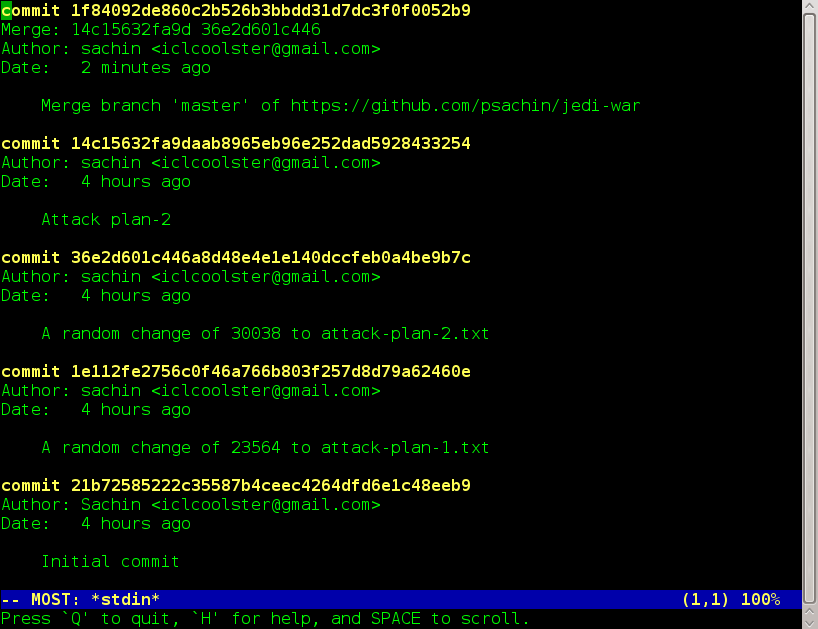 commit 1f84092de860c2b526b3bbdd31d7dc3f0f0052b9
Merge: 14c15632fa9d 36e2d601c446
Author: sachin <iclcoolster@gmail.com>
Date:   2 minutes ago
Merge branch 'master' of https://github.com/psachin/jedi-war
commit 14c15632fa9daab8965eb96e252dad5928433254
Author: sachin <iclcoolster@gmail.com>
Date:   4 hours ago
Attack plan-2
commit 36e2d601c446a8d48e4e1e140dccfeb0a4be9b7c
Author: sachin <iclcoolster@gmail.com>
Date:   4 hours ago
A random change of 30038 to attack-plan-2.txt
commit 1e112fe2756c0f46a766b803f257d8d79a62460e
Author: sachin <iclcoolster@gmail.com>
Date:   4 hours ago
A random change of 23564 to attack-plan-1.txt
commit 21b72585222c35587b4ceec4264dfd6e1c48eeb9
Author: Sachin <iclcoolster@gmail.com>
Date:   4 hours ago
Initial commit
-- MOST: *stdin* (1,1) 100%
Press `Q' to quit, `H' for help, and SPACE to scroll.